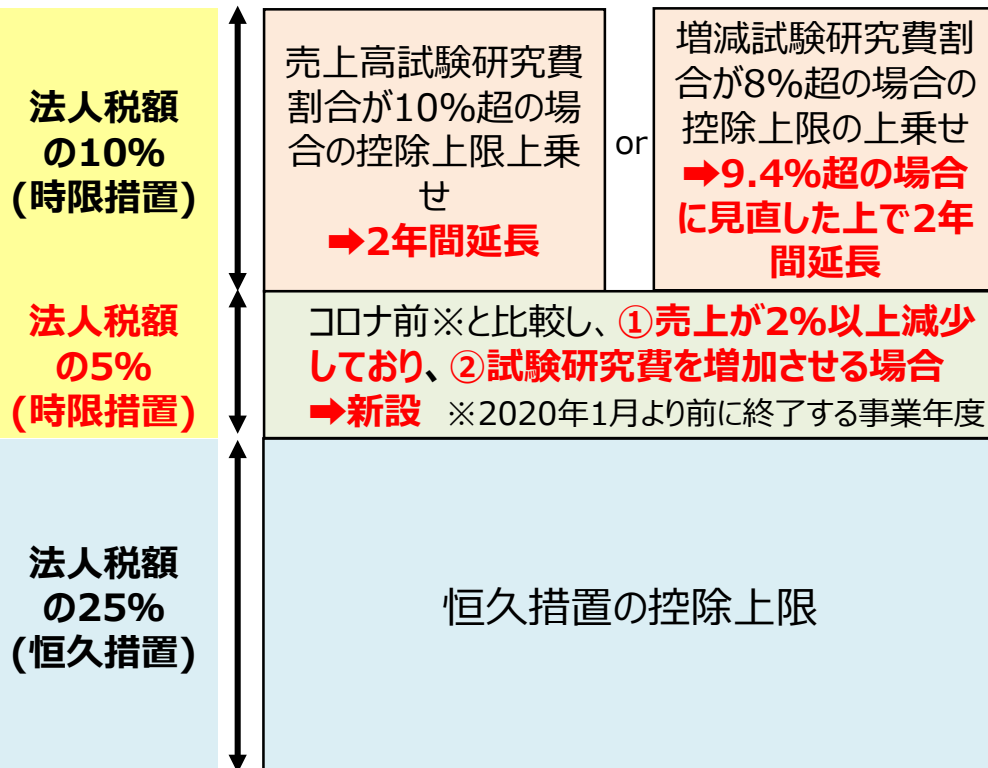 法人税額
の10%
(時限措置)
売上高試験研究費
割合が10%超の場
合の控除上限上乗
せ
➡2年間延長
or
増減試験研究費割
合が8%超の場合の
控除上限の上乗せ
➡9.4%超の場合
に見直した上で2年
間延長
法人税額
の5%
(時限措置)
コロナ前※と比較し、①売上が2%以上減少
しており、②試験研究費を増加させる場合
➡新設 ※2020年1月より前に終了する事業年度
法人税額
の25%
(恒久措置)
恒久措置の控除上限